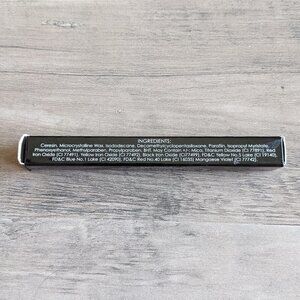 INGREDIENTS:
Ceresin, Microcrystalline Wax, Isododecane, Decamethylcyclopentasiloxane, Paraffin, Isopropyl Myristate,
Phenoxyethanol, Methylparaben, Propylparaben, BHT. May Contain +/-: Mica, Titanium Dioxide (CI 77891), Red
Iron Oxide (CI 77491), Yellow Iron Oxide (CI 77492), Black Iron Oxide (CI 77499), FD&C Yellow No.5 Lake (CI 19140),
FD&C Blue No.1 Lake (CI 42090), FD&C Red No.40 Lake (CI 16035) Manganese Violet (CI 77742).